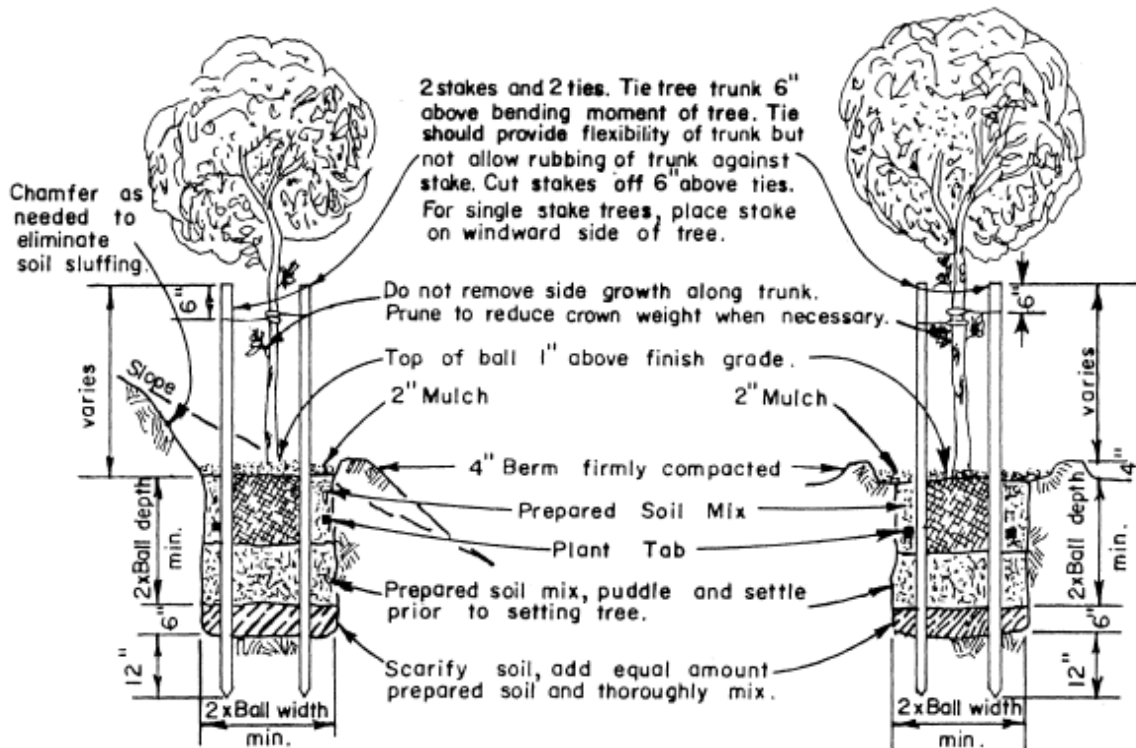 2 stakes and 2 ties. Tie tree trunk 6"
above bending moment of tree. Tie
should provide flexibility of trunk but
not allow rubbing of trunk against
stake. Cut stakes off 6" above ties.
For single stake trees, place stake
on windward side of tree.
Chamfer as
needed to
eliminate
soil sluffing.
6"
6"
Do not remove side growth along trunk.
Prune to reduce crown weight when necessary.
varies
varies
Slope
Top of ball 1" above finish grade.
2" Mulch
2" Mulch
4" Berm firmly compacted
4"
Prepared Soil Mix
Plant Tab
2xBall depth
min.
2xBall depth
min.
Prepared soil mix, puddle and settle
prior to setting tree.
6"
6"
Scarify soil, add equal amount
prepared soil and thoroughly mix.
12"
12"
2xBall width
min.
2xBall width
min.